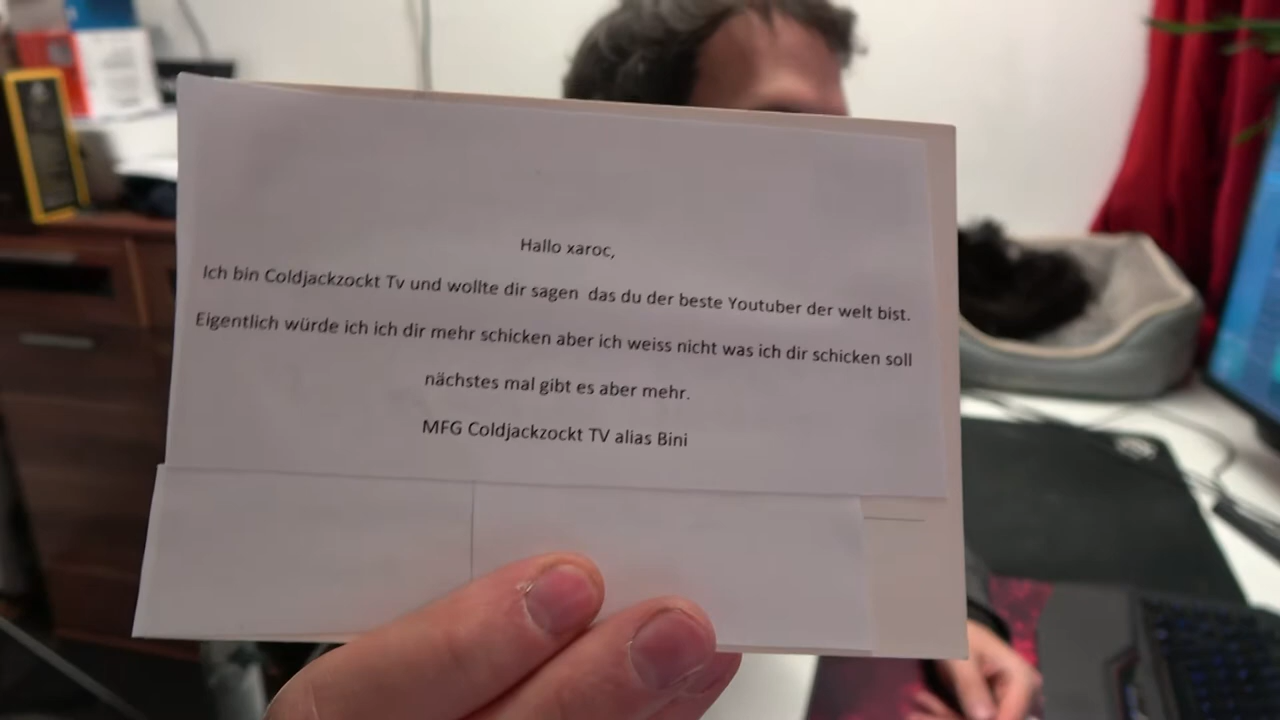 Hallo xaroc,
Ich bin Coldjackzockt Tv und wollte dir sagen das du der beste Youtuber der welt bist.
Eigentlich würde ich ich dir mehr schicken aber ich weiss nicht was ich dir schicken soll
nächstes mal gibt es aber mehr.
MFG Coldjackzockt TV alias Bini